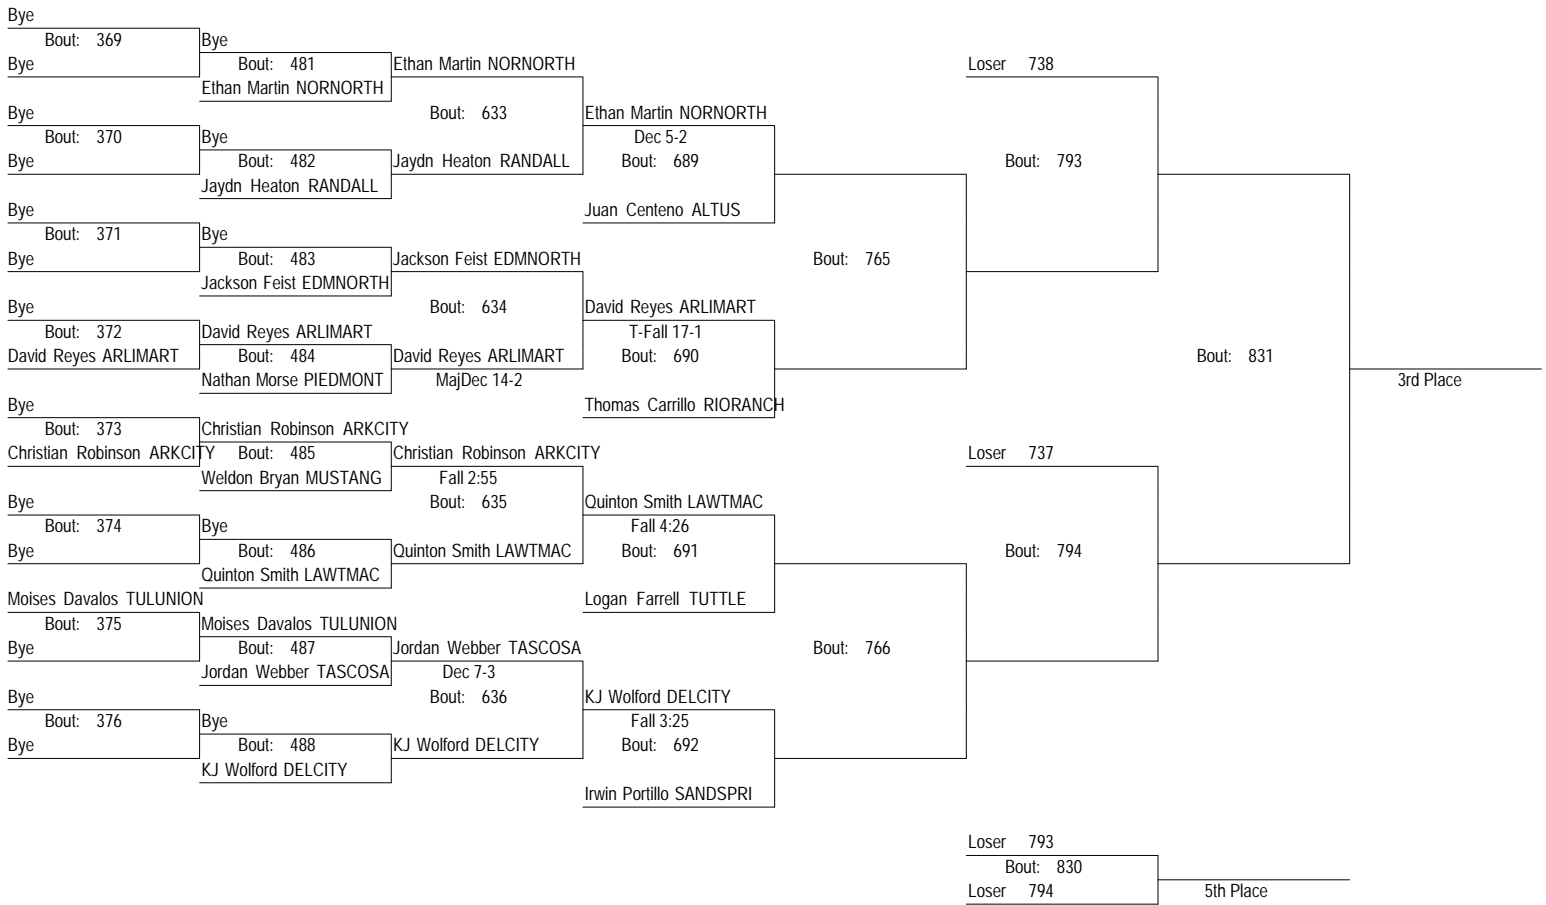 Bye
Bout: 369
Bye
Bye
Bout: 481
Ethan Martin NORNORTH
Ethan Martin NORNORTH
Loser 738
Bye
Bout: 370
Bye
Bye
Bout: 482
Jaydn Heaton RANDALL
Bout: 633
Jaydn Heaton RANDALL
Ethan Martin NORNORTH
Dec 5-2
Bout: 689
Juan Centeno ALTUS
Bout: 793
Bye
Bout: 371
Bye
Bye
Bout: 483
Jackson Feist EDMNORTH
Jackson Feist EDMNORTH
Bout: 765
Bye
Bout: 372
David Reyes ARLIMART
David Reyes ARLIMART
Bout: 484
Nathan Morse PIEDMONT
Bout: 634
David Reyes ARLIMART
MajDec 14-2
David Reyes ARLIMART
T-Fall 17-1
Bout: 690
Thomas Carrillo RIORANCH
Bout: 831
3rd Place
Bye
Bout: 373
Christian Robinson ARKCITY
Christian Robinson ARKCITY
Bout: 485
Weldon Bryan MUSTANG
Christian Robinson ARKCITY
Fall 2:55
Bout: 635
Loser 737
Bye
Bout: 374
Bye
Bye
Bout: 486
Quinton Smith LAWTMAC
Quinton Smith LAWTMAC
Quinton Smith LAWTMAC
Fall 4:26
Bout: 691
Logan Farrell TUTTLE
Bout: 794
Moises Davalos TULUNION
Bout: 375
Bye
Moises Davalos TULUNION
Bout: 487
Jordan Webber TASCOSA
Jordan Webber TASCOSA
Dec 7-3
Bout: 636
Bout: 766
Bye
Bout: 376
Bye
Bye
Bout: 488
KJ Wolford DELCITY
KJ Wolford DELCITY
KJ Wolford DELCITY
Fall 3:25
Bout: 692
Irwin Portillo SANDSPRI
Loser 793
Bout: 830
Loser 794
5th Place